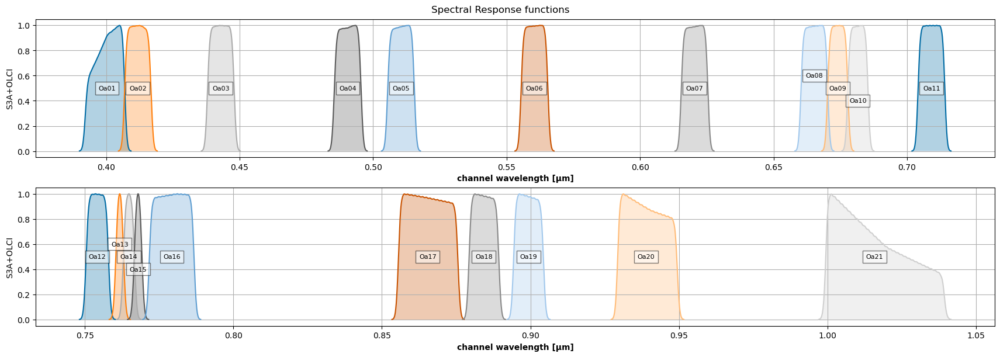 Spectral Response functions
S3A+OLCI
1.0
0.8
0.6
0.4
0.2
0.0
Oa01
Oa02
Oa03
Oa04
Oa05
Oa06
Oa07
Oa08
Oa09
Oa10
Oa11
0.40
0.45
0.50
0.55
0.60
0.65
0.70
channel wavelength [µm]
S3A+OLCI
1.0
0.8
0.6
0.4
0.2
0.0
Oa12
Oa13
Oa14
Oa15
Oa16
Oa17
Oa18
Oa19
Oa20
Oa21
0.75
0.80
0.85
0.90
0.95
1.00
1.05
channel wavelength [µm]